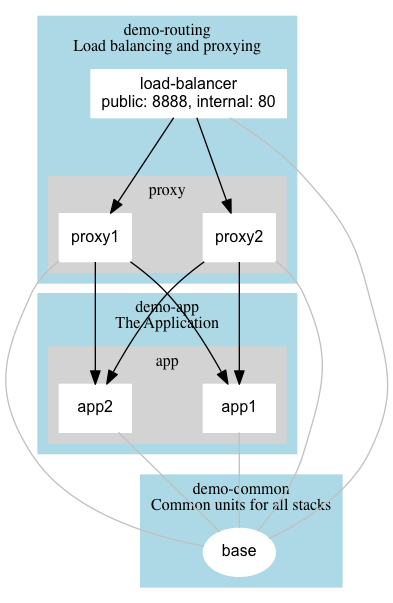 demo-routing
Load balancing and proxying
load-balancer
public: 8888, internal: 80
proxy
proxy1
proxy2
demo-app
The Application
app
app2
app1
demo-common
Common units for all stacks
base